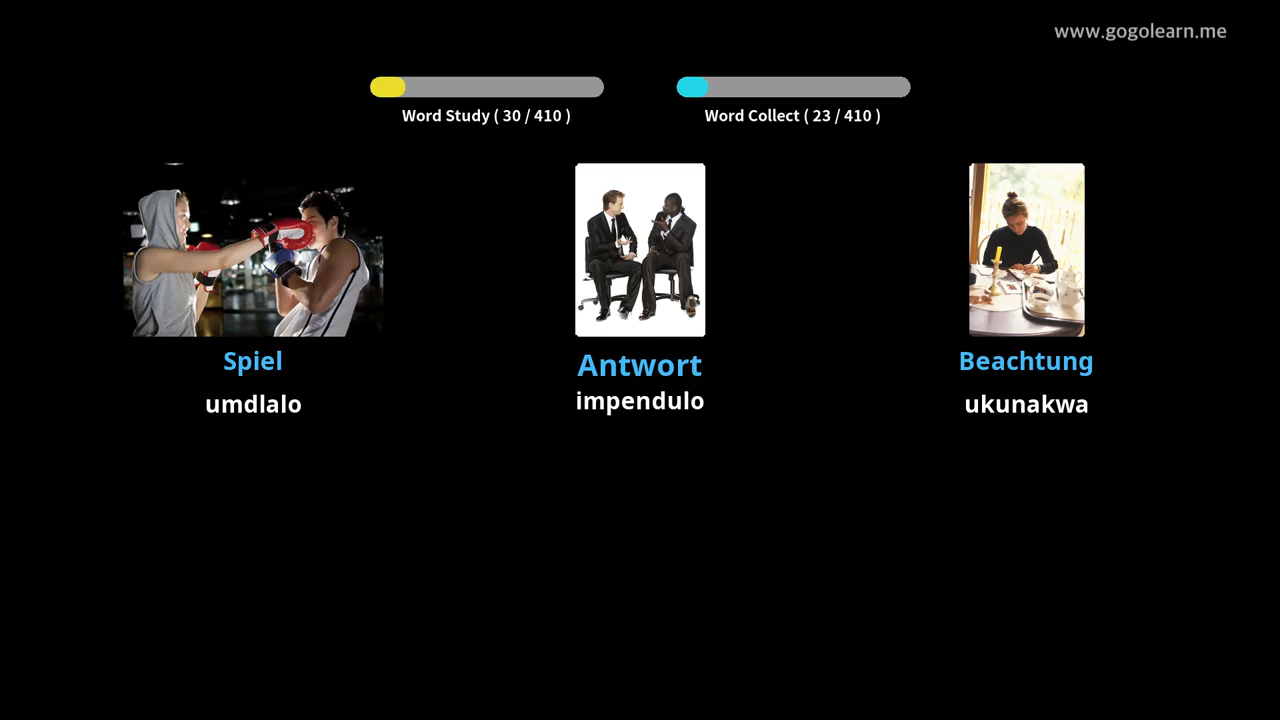 www.gogolearn.me
Word Study ( 30 / 410 )
Word Collect ( 23 / 410 )
Spiel
umdlalo
Antwort
impendulo
Beachtung
ukunakwa